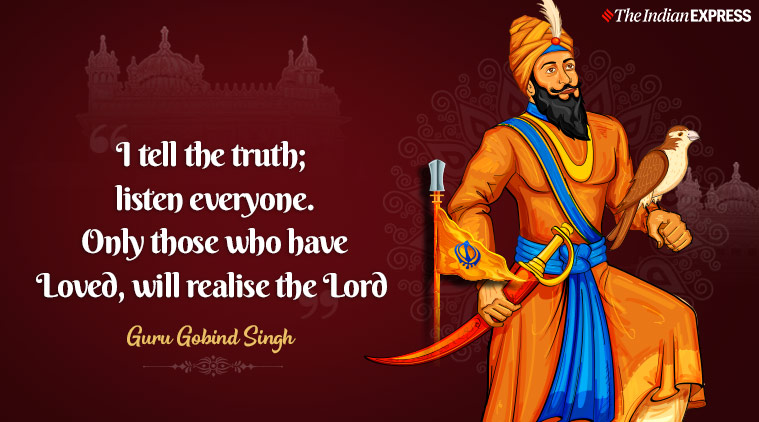 The Indian EXPRESS
I tell the truth;
listen everyone.
Only those who have
Loved, will realise the Lord
Guru Gobind Singh